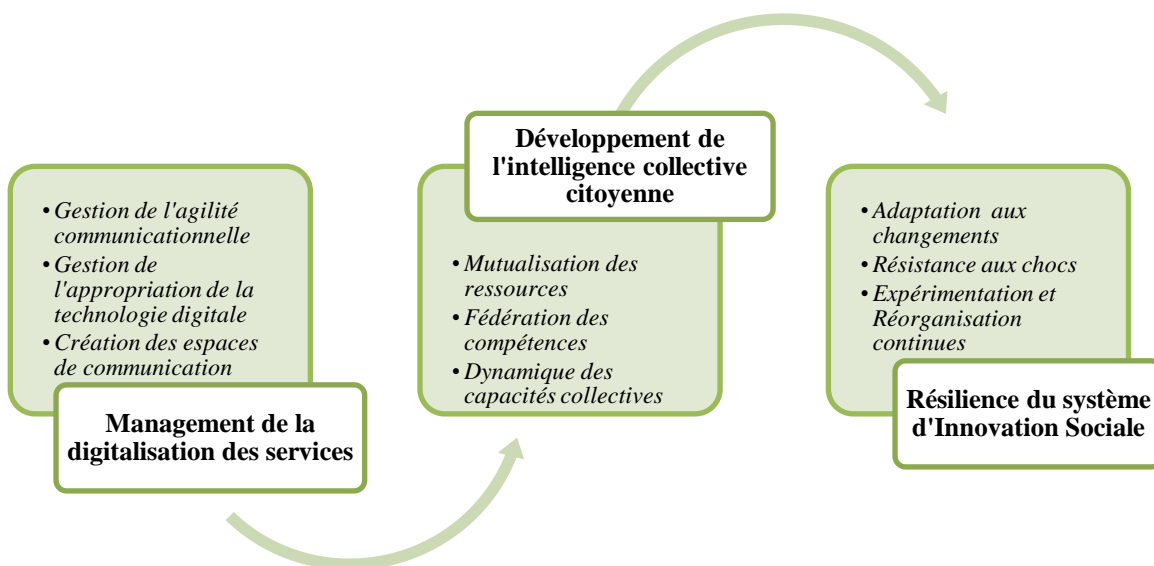 • Gestion de l'agilité
communicationnelle
• Gestion de
l'appropriation de la
technologie digitale
• Création des espaces
de communication
Management de la
digitalisation des services
Développement de
l'intelligence collective
citoyenne
• Mutualisation des
ressources
• Fédération des
compétences
• Dynamique des
capacités collectives
• Adaptation aux
changements
• Résistance aux chocs
• Expérimentation et
Réorganisation
continues
Résilience du système
d'Innovation Sociale